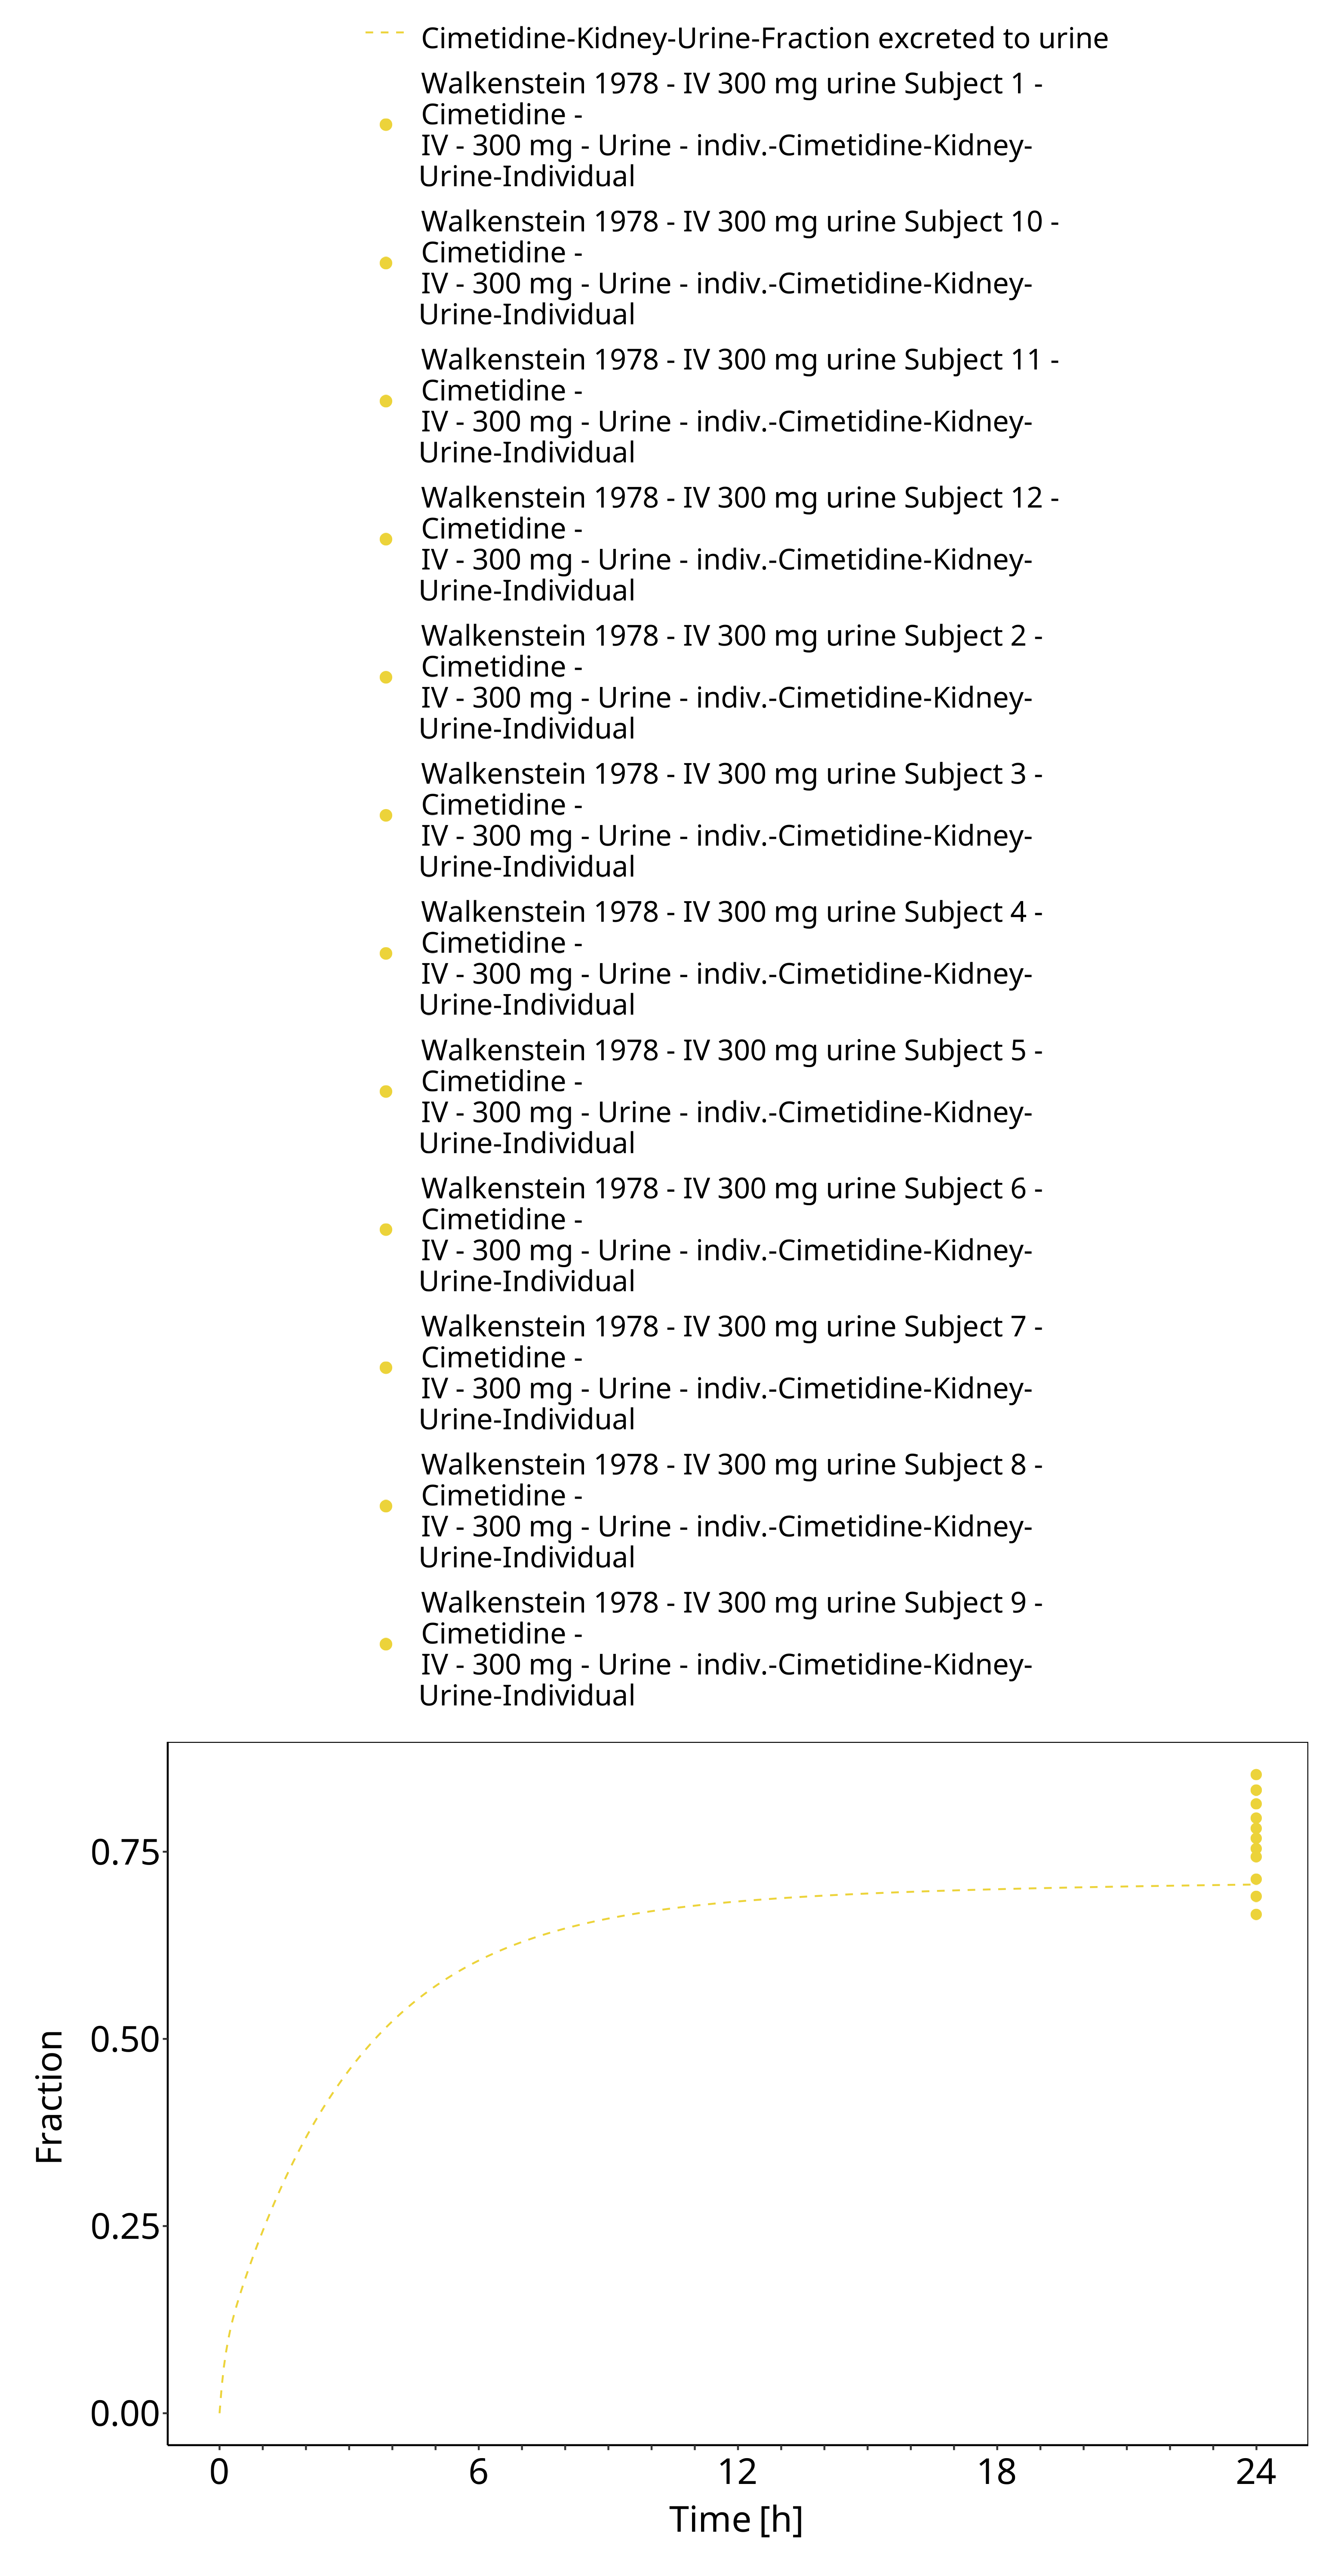 Cimetidine-Kidney-Urine-Fraction excreted to urine
Walkenstein 1978 - IV 300 mg urine Subject 1 -
Cimetidine -
IV - 300 mg - Urine - indiv.-Cimetidine-Kidney-
Urine-Individual
Walkenstein 1978 - IV 300 mg urine Subject 10 -
Cimetidine -
IV - 300 mg - Urine - indiv.-Cimetidine-Kidney-
Urine-Individual
Walkenstein 1978 - IV 300 mg urine Subject 11 -
Cimetidine -
IV - 300 mg - Urine - indiv.-Cimetidine-Kidney-
Urine-Individual
Walkenstein 1978 - IV 300 mg urine Subject 12 -
Cimetidine -
IV - 300 mg - Urine - indiv.-Cimetidine-Kidney-
Urine-Individual
Walkenstein 1978 - IV 300 mg urine Subject 2 -
Cimetidine -
IV - 300 mg - Urine - indiv.-Cimetidine-Kidney-
Urine-Individual
Walkenstein 1978 - IV 300 mg urine Subject 3 -
Cimetidine -
IV - 300 mg - Urine - indiv.-Cimetidine-Kidney-
Urine-Individual
Walkenstein 1978 - IV 300 mg urine Subject 4 -
Cimetidine -
IV - 300 mg - Urine - indiv.-Cimetidine-Kidney-
Urine-Individual
Walkenstein 1978 - IV 300 mg urine Subject 5 -
Cimetidine -
IV - 300 mg - Urine - indiv.-Cimetidine-Kidney-
Urine-Individual
Walkenstein 1978 - IV 300 mg urine Subject 6 -
Cimetidine -
IV - 300 mg - Urine - indiv.-Cimetidine-Kidney-
Urine-Individual
Walkenstein 1978 - IV 300 mg urine Subject 7 -
Cimetidine -
IV - 300 mg - Urine - indiv.-Cimetidine-Kidney-
Urine-Individual
Walkenstein 1978 - IV 300 mg urine Subject 8 -
Cimetidine -
IV - 300 mg - Urine - indiv.-Cimetidine-Kidney-
Urine-Individual
Walkenstein 1978 - IV 300 mg urine Subject 9 -
Cimetidine -
IV - 300 mg - Urine - indiv.-Cimetidine-Kidney-
Urine-Individual
0.75
0.50
0.25
0.00
Fraction
0 6 12 18 24
Time [h]